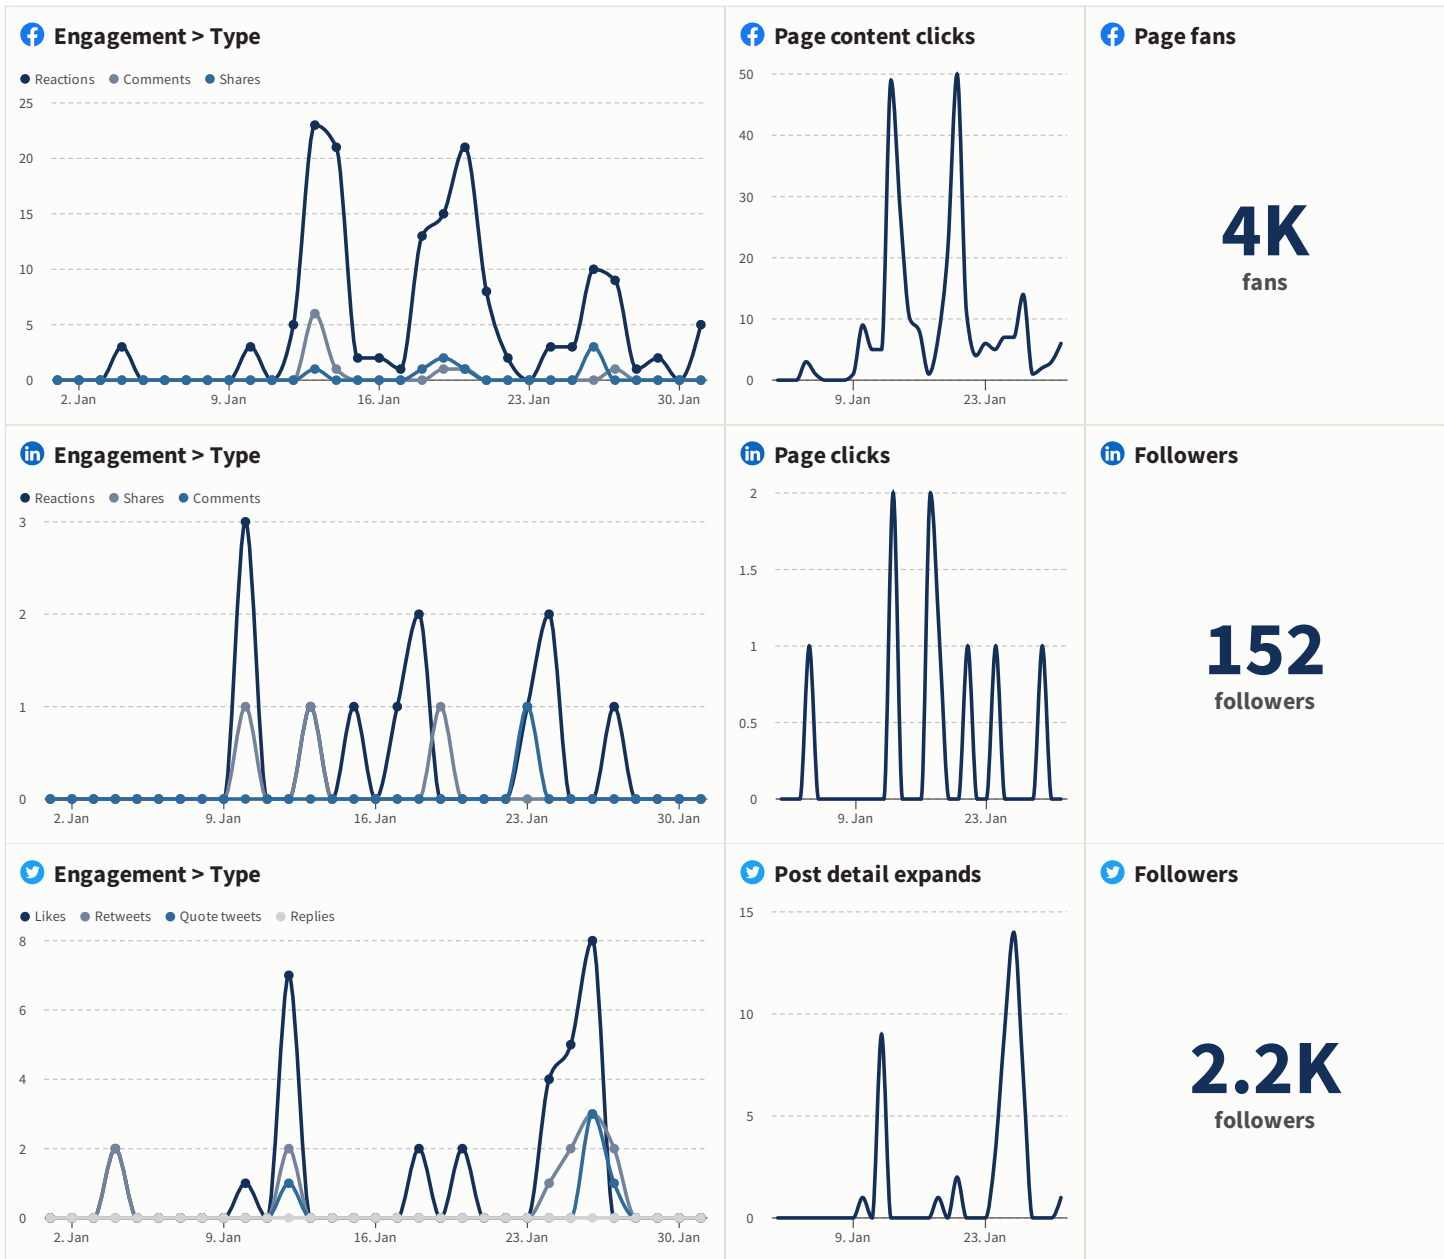 Engagement > Type
Reactions Comments Shares
25
20
15
10
5
0
2. Jan 9. Jan 16. Jan 23. Jan 30. Jan
Page content clicks
50
40
30
20
10
0
9. Jan 23. Jan
Page fans
4K
fans
in Engagement > Type
Reactions Shares Comments
3
2
1
0
2. Jan 9. Jan 16. Jan 23. Jan 30. Jan
in Page clicks
2
1.5
1
0.5
0
9. Jan 23. Jan
in Followers
152
followers
Engagement > Type
Likes Retweets Quote tweets Replies
8
6
4
2
0
2. Jan 9. Jan 16. Jan 23. Jan 30. Jan
Post detail expands
15
10
5
0
9. Jan 23. Jan
Followers
2.2K
followers